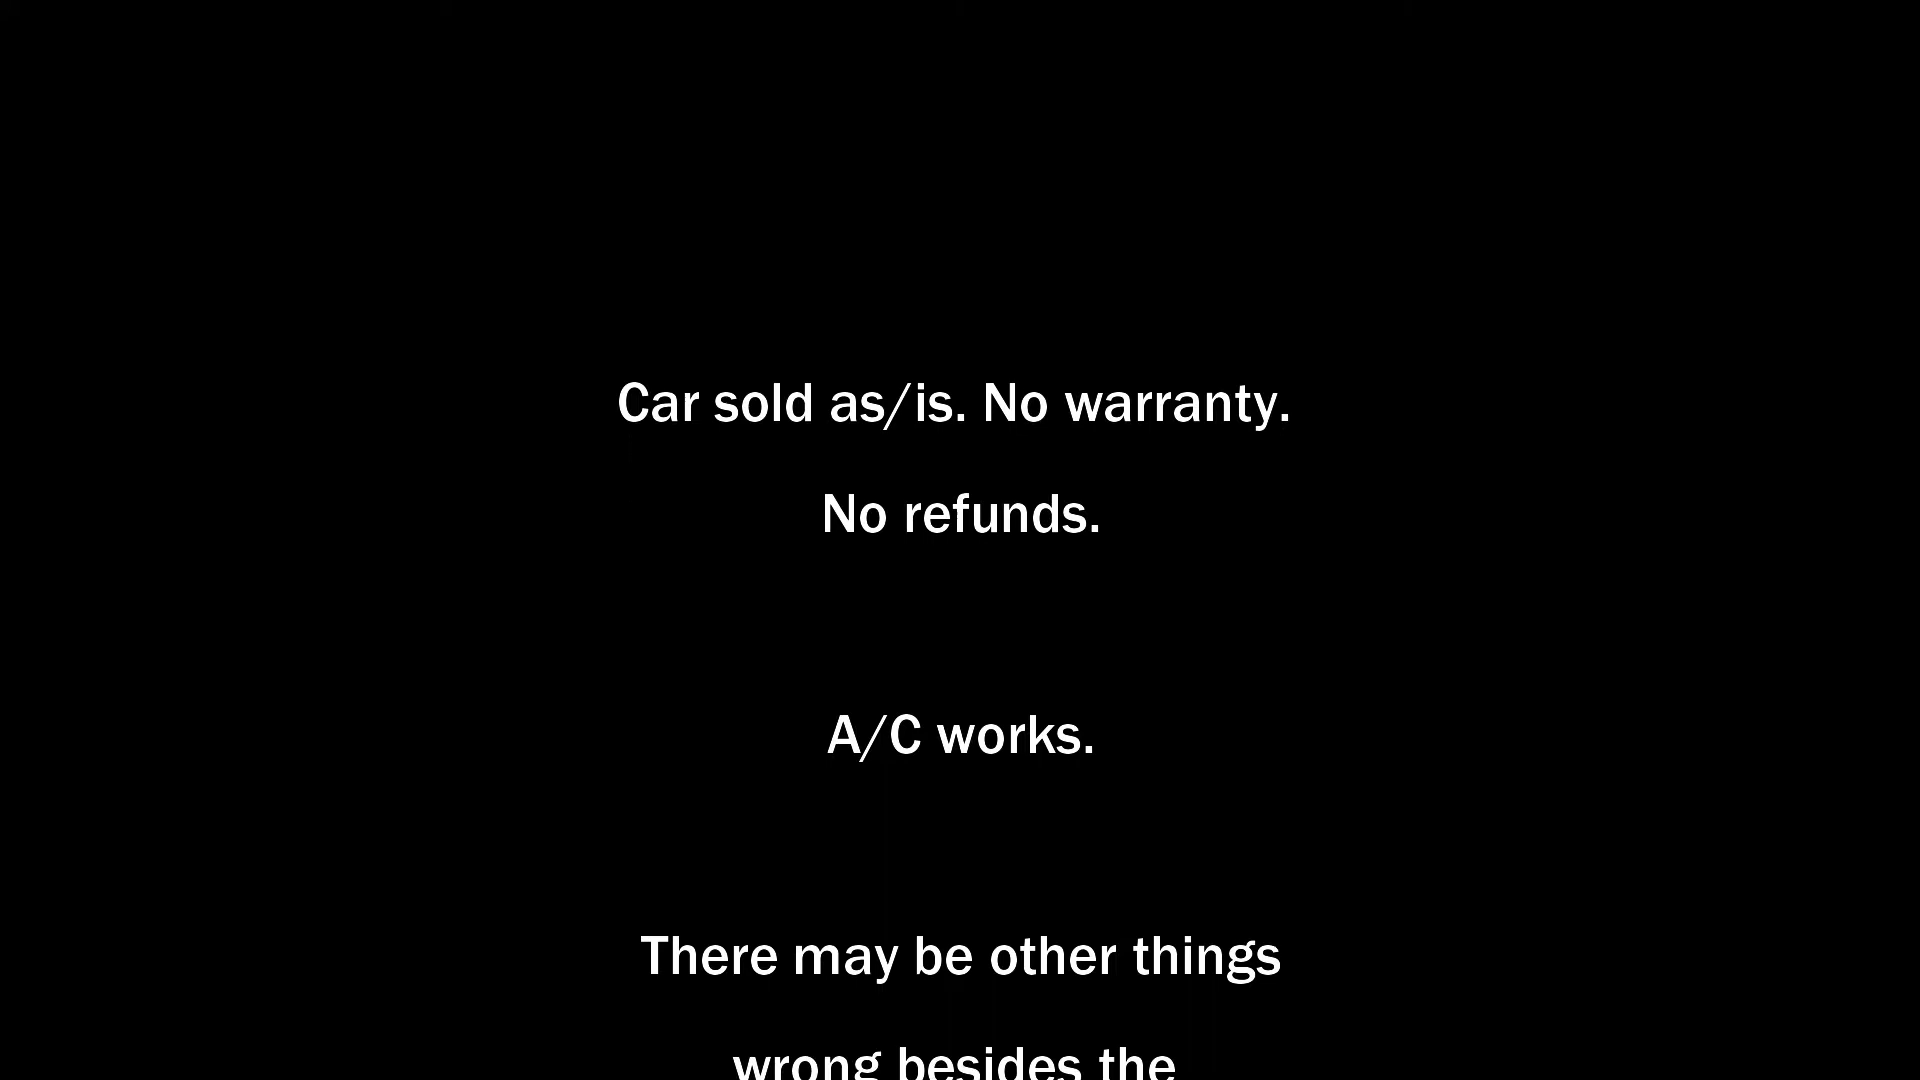 Car sold as/is. No warranty.
No refunds.
A/C works.
There may be other things
wrong besides the